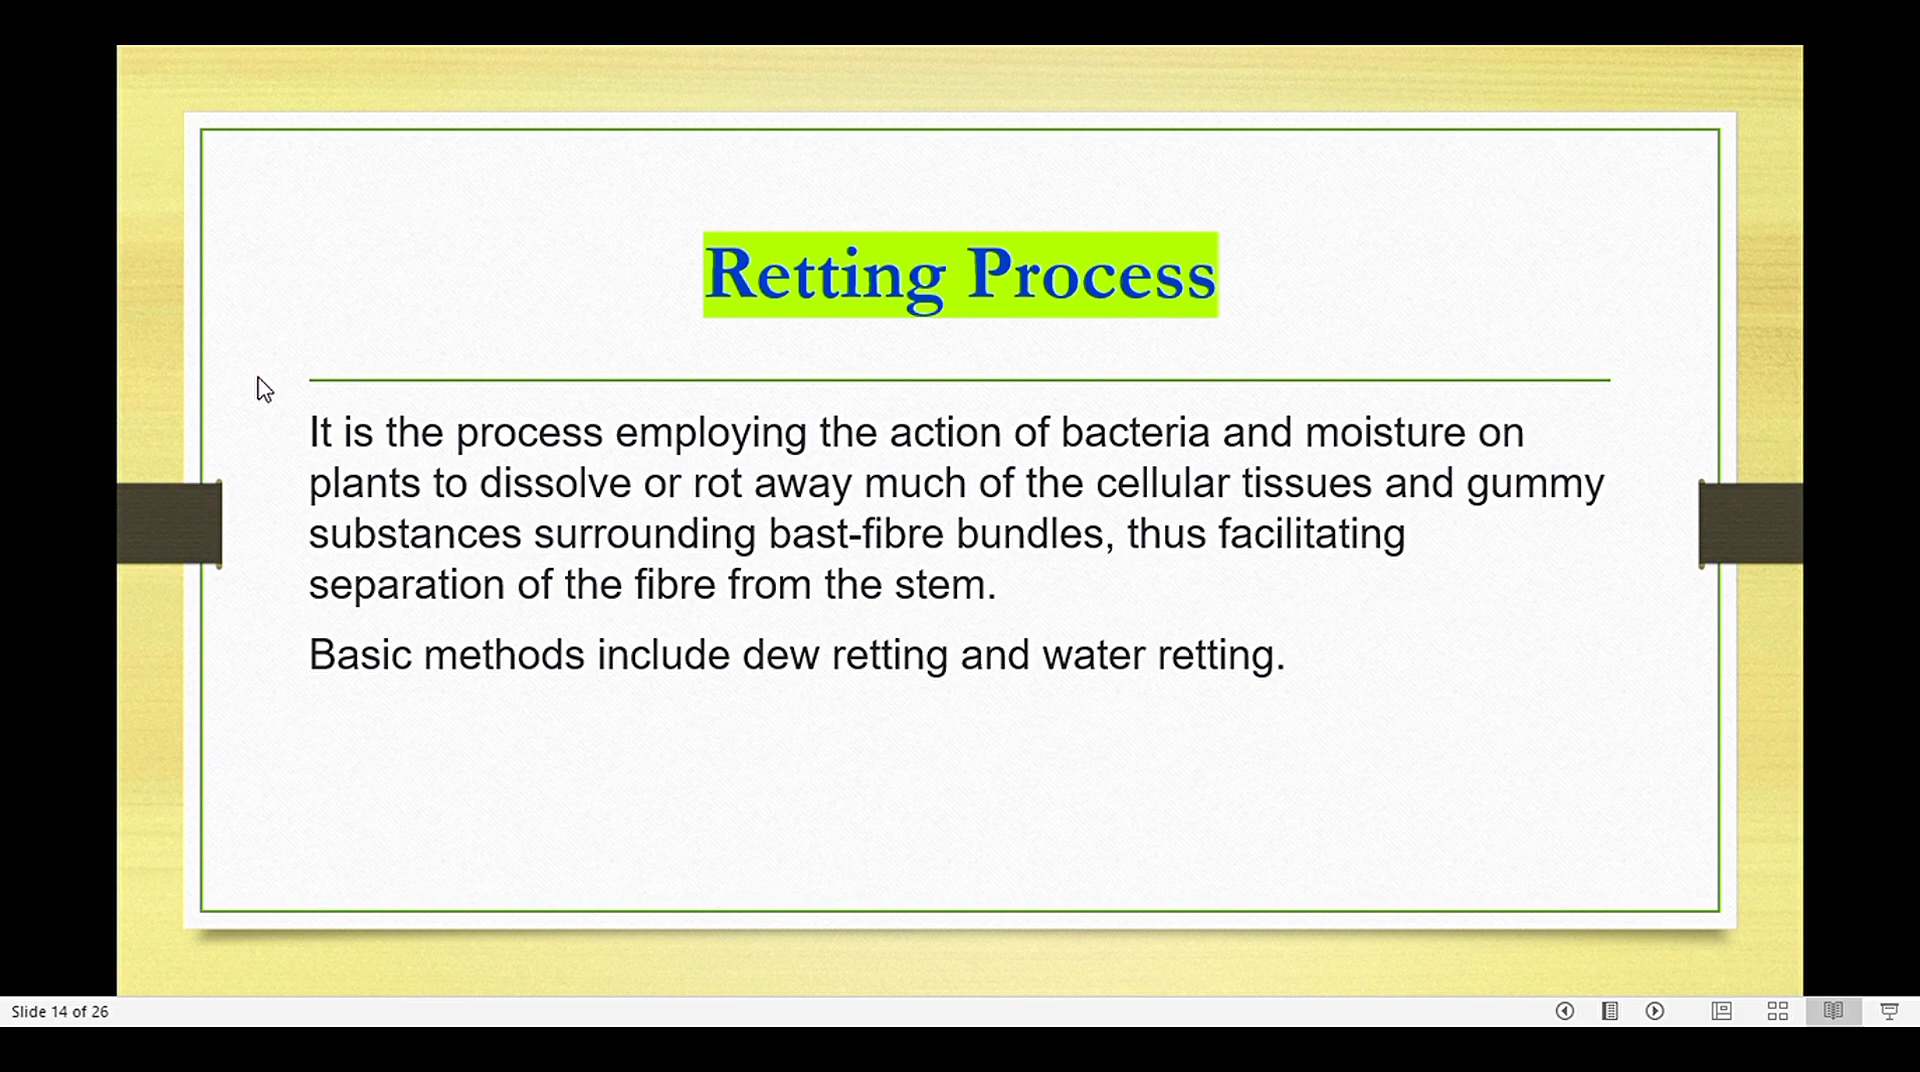 Retting Process
It is the process employing the action of bacteria and moisture on
plants to dissolve or rot away much of the cellular tissues and gummy
substances surrounding bast-fibre bundles, thus facilitating
separation of the fibre from the stem.
Basic methods include dew retting and water retting.
Slide 14 of 26